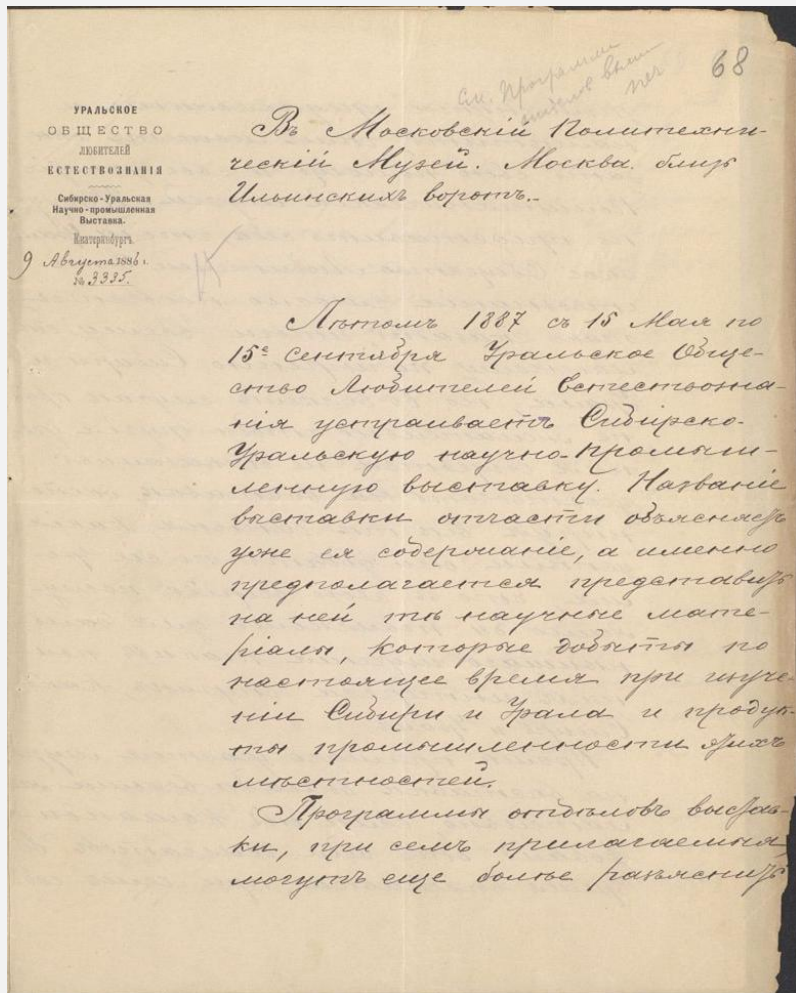 68
см. Программы
отделовъ
УРАЛЬСКОЕ
ОБЩЕСТВО
ЛЮБИТЕЛЕЙ
ЕСТЕСТВОЗНАНІЯ
Сибирско-Уральская
Научно-промышленная
Выставка.
Екатеринбургъ.
9 Августа 1886 г.
№ 3335.
Въ Московскій Политехни-
ческій Музей. Москва. близъ
Ильинскихъ воротъ.
Лѣтомъ 1887 съ 15 Мая по
15е Сентября Уральское Обще-
ство Любителей Естествозна-
нія устраиваетъ Сибирско-
Уральскую научно-промыш-
ленную выставку. Названіе
выставки отчасти объясняетъ
уже ея содержаніе, а именно
предполагается представить
на ней тѣ научные мате-
ріалы, которые добыты по
настоящее время при изуче-
ніи Сибири и Урала и продук-
ты промышленности этихъ
мѣстностей.
Программы отдѣловъ выстав-
ки, при семъ прилагаемыя,
могутъ еще болѣе разъяснить